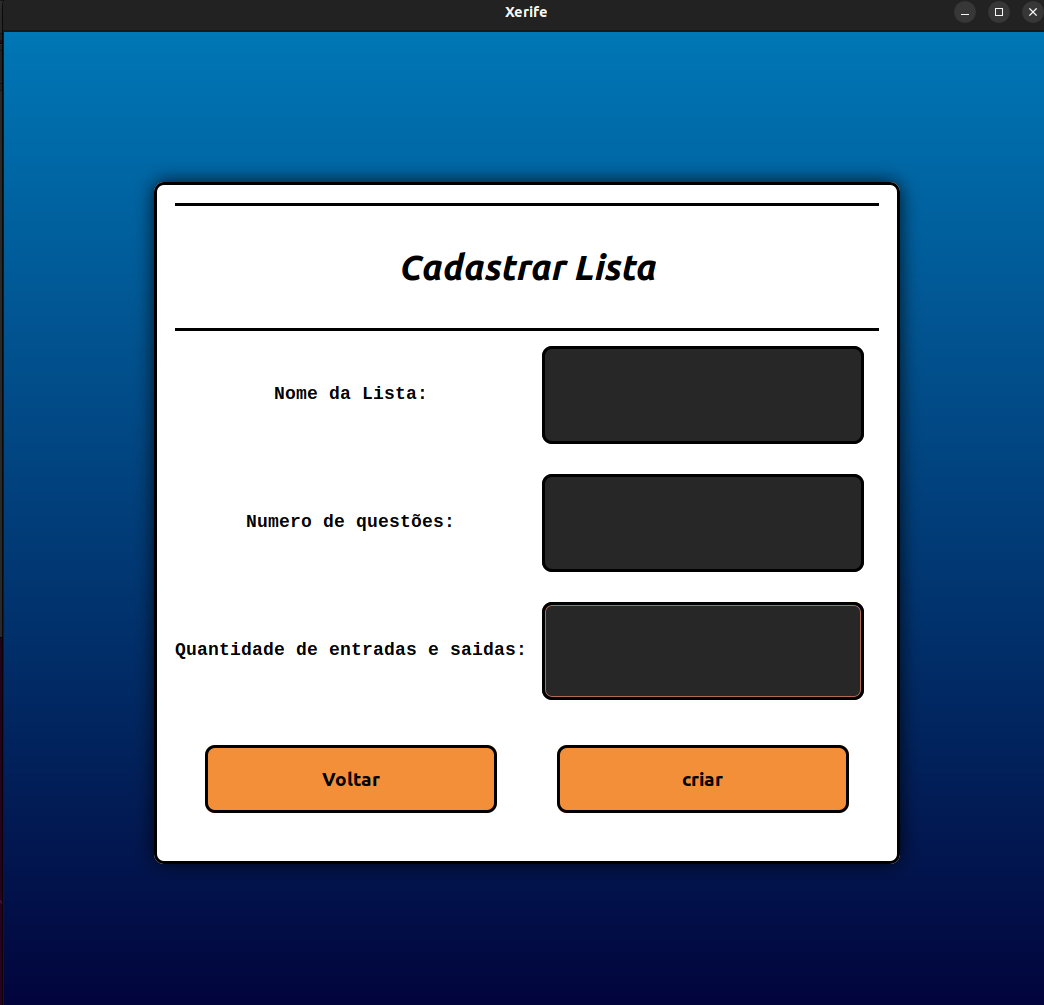 Xerife
Cadastrar Lista
Nome da Lista:
Numero de questões:
Quantidade de entradas e saidas:
Voltar
criar